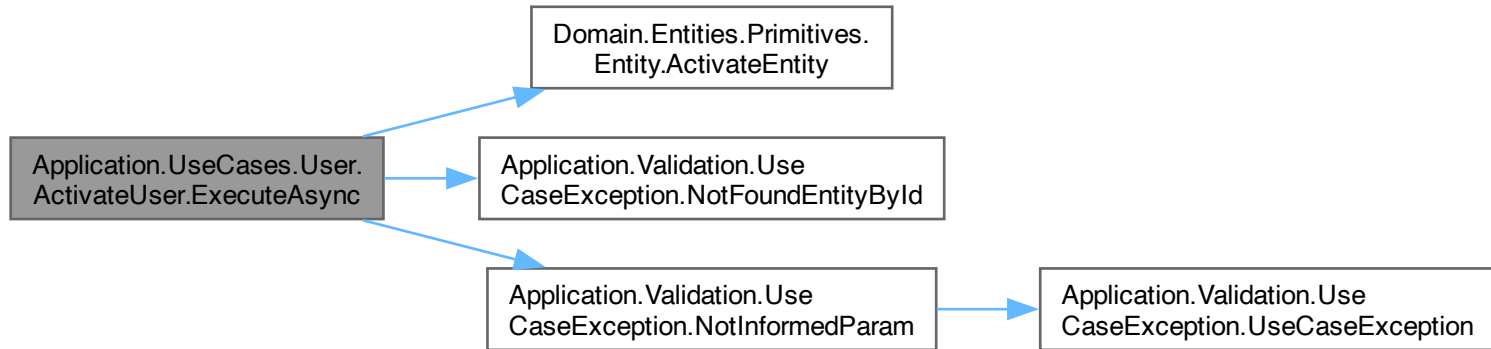 Domain.Entities.Primitives.
Entity.ActivateEntity
Application.UseCases.User.
ActivateUser.ExecuteAsync
Application.Validation.Use
CaseException.NotFoundEntityById
Application.Validation.Use
CaseException.NotInformedParam
Application.Validation.Use
CaseException.UseCaseException